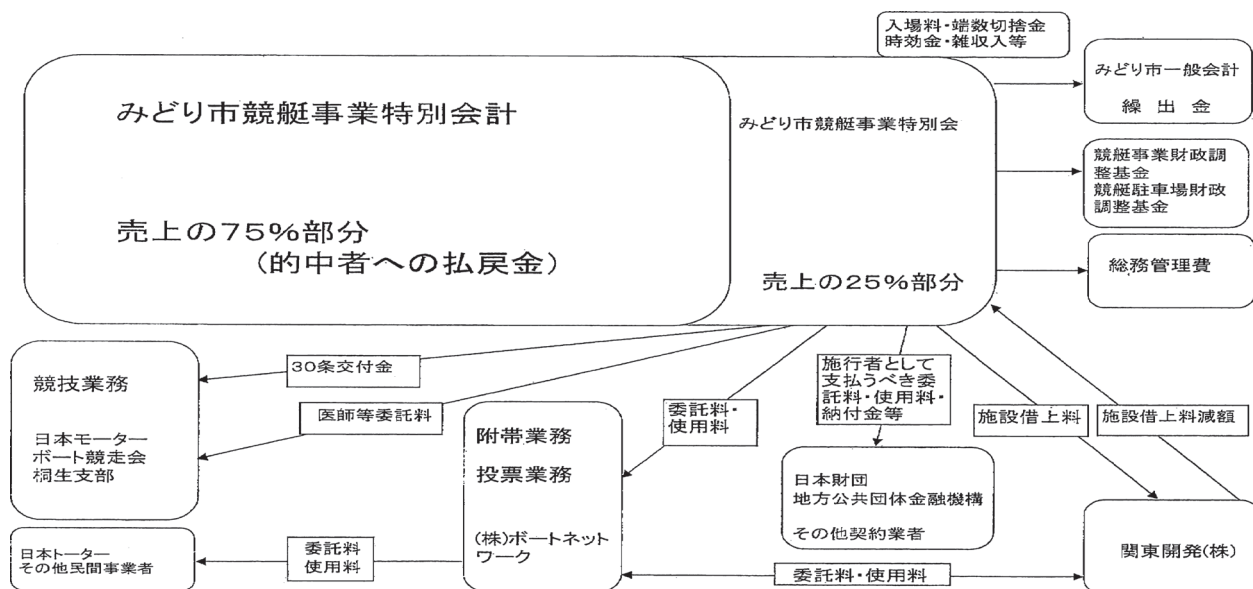 入場料・端数切捨金
時効金・雑収入等
みどり市一般会計
繰出金
みどり市競艇事業特別会計
みどり市競艇事業特別会
競艇事業財政調
整基金
競艇駐車場財政
調整基金
売上の75%部分
(的中者への払戻金)
売上の25%部分
総務管理費
30条交付金
医師等委託料
委託料・
使用料
施行者として
支払うべき委
託料・使用料・
納付金等
施設借上料
施設借上料減額
競技業務
日本モーター
ボート競走会
桐生支部
附帯業務
投票業務
(株)ボートネット
ワーク
日本財団
地方公共団体金融機構
その他契約業者
関東開発(株)
日本トーター
その他民間事業者
委託料
使用料
委託料・使用料